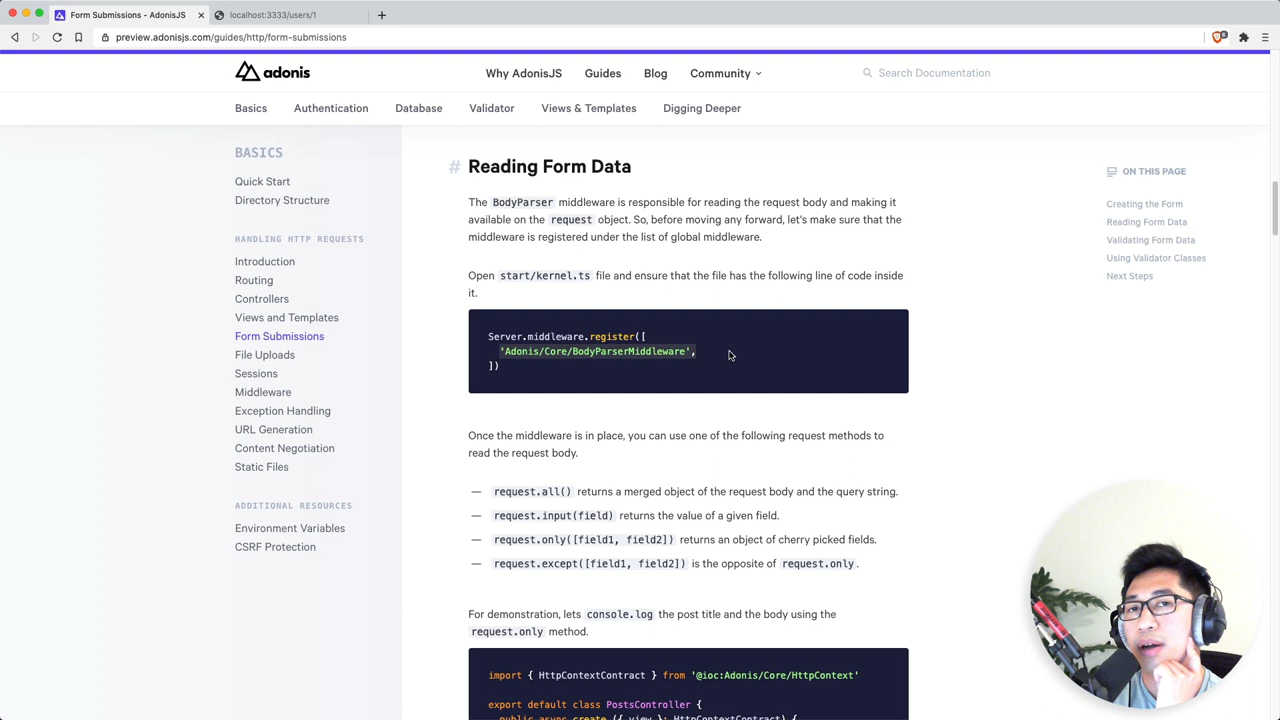 Form Submissions - AdonisJS
localhost:3333/users/1
preview.adonisjs.com/guides/http/form-submissions
adonis
Why AdonisJS Guides Blog Community
Search Documentation
Basics Authentication Database Validator Views & Templates Digging Deeper
BASICS
Quick Start
Directory Structure
HANDLING HTTP REQUESTS
Introduction
Routing
Controllers
Views and Templates
Form Submissions
File Uploads
Sessions
Middleware
Exception Handling
URL Generation
Content Negotiation
Static Files
ADDITIONAL RESOURCES
Environment Variables
CSRF Protection
# Reading Form Data
The BodyParser middleware is responsible for reading the request body and making it
available on the request object. So, before moving any forward, let's make sure that the
middleware is registered under the list of global middleware.
Open start/kernel.ts file and ensure that the file has the following line of code inside
it.
Server.middleware.register([
'Adonis/Core/BodyParserMiddleware',
])
Once the middleware is in place, you can use one of the following request methods to
read the request body.
— request.all() returns a merged object of the request body and the query string.
— request.input(field) returns the value of a given field.
— request.only([field1, field2]) returns an object of cherry picked fields.
— request.except([field1, field2]) is the opposite of request.only.
For demonstration, lets console.log the post title and the body using the
request.only method.
import { HttpContextContract } from '@ioc:Adonis/Core/HttpContext'
export default class PostsController {
public async create ({ view }: HttpContextContract) {
ON THIS PAGE
Creating the Form
Reading Form Data
Validating Form Data
Using Validator Classes
Next Steps